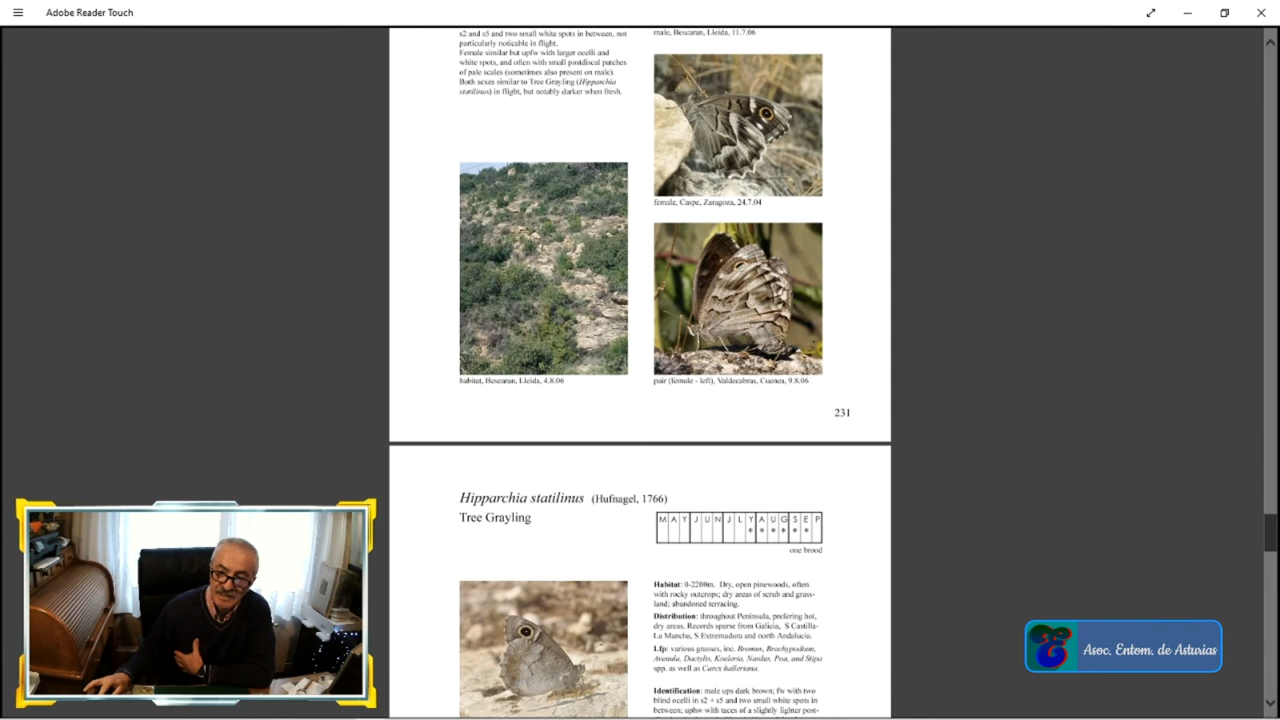 Adobe Reader Touch
s2 and s5 and two small white spots in between, not
particularly noticable in flight.
Female similar but upfw with larger ocelli and
white spots, and often with small postdiscal patches
of pale scales (sometimes also present on male).
Both sexes similar to Tree Grayling (Hipparchia
statilinus) in flight, but notably darker when fresh.
habitat, Bescaran, Lleida, 4.8.06
male, Bescaran, Lleida, 11.7.06
female, Caspe, Zaragoza, 24.7.04
pair (female - left), Valdecabras, Cuenca, 9.8.06
231
Hipparchia statilinus (Hufnagel, 1766)
Tree Grayling
M A Y J U N J L Y A U G S E P
* * * * * *
one brood
Habitat: 0-2200m. Dry, open pinewoods, often
with rocky outcrops; dry areas of scrub and grass-
land; abandoned terracing.
Distribution: throughout Peninsula, prefering hot,
dry areas. Records sparse from Galicia, S Castilla-
La Mancha, S Extremadura and north Andalucia.
Lfp: various grasses, inc. Bromus, Brachypodium,
Avenula, Dactylis, Koeleria, Nardus, Poa, and Stipa
spp. as well as Carex halleriana.
Identification: male ups dark brown; fw with two
blind ocelli in s2 + s5 and two small white spots in
between; uphw with traces of a slightly lighter post-
Asoc. Entom. de Asturias